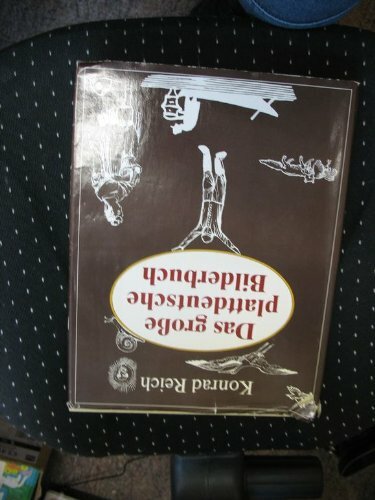 Konrad Reich
Das große
plattdeutsche
Bilderbuch